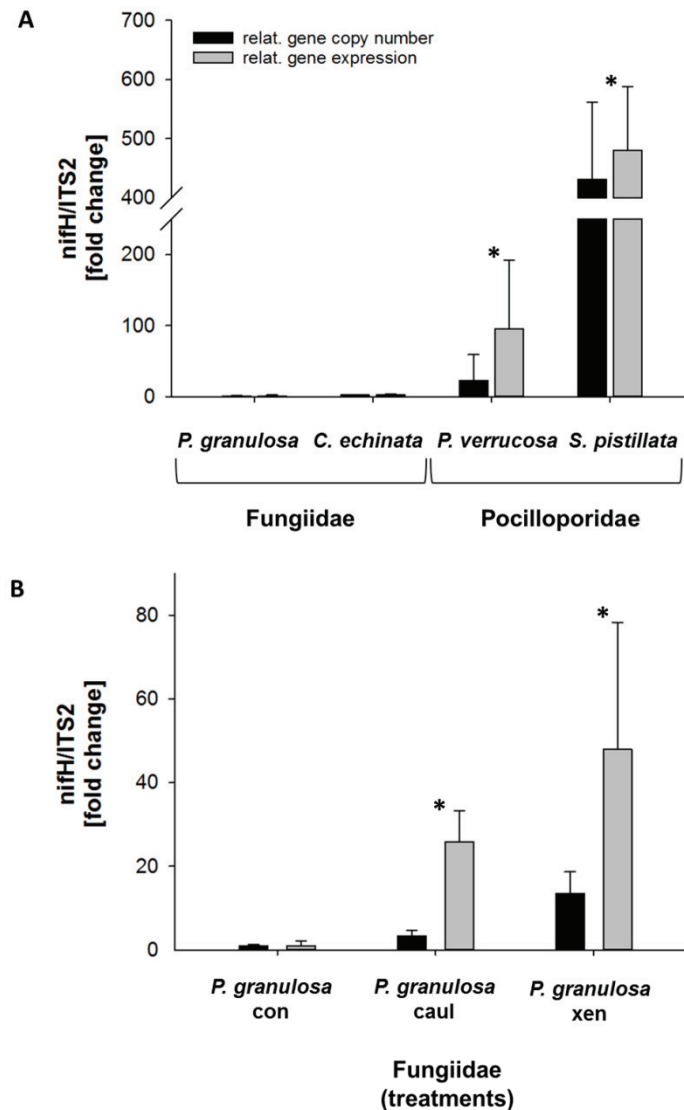 A
700
600
500
400
200
100
0
nifH/ITS2
[fold change]
relat. gene copy number
relat. gene expression
*
*
P. granulosa C. echinata P. verrucosa S. pistillata
Fungiidae Pocilloporidae
B
80
60
40
20
0
nifH/ITS2
[fold change]
*
*
P. granulosa P. granulosa P. granulosa
con caul xen
Fungiidae
(treatments)